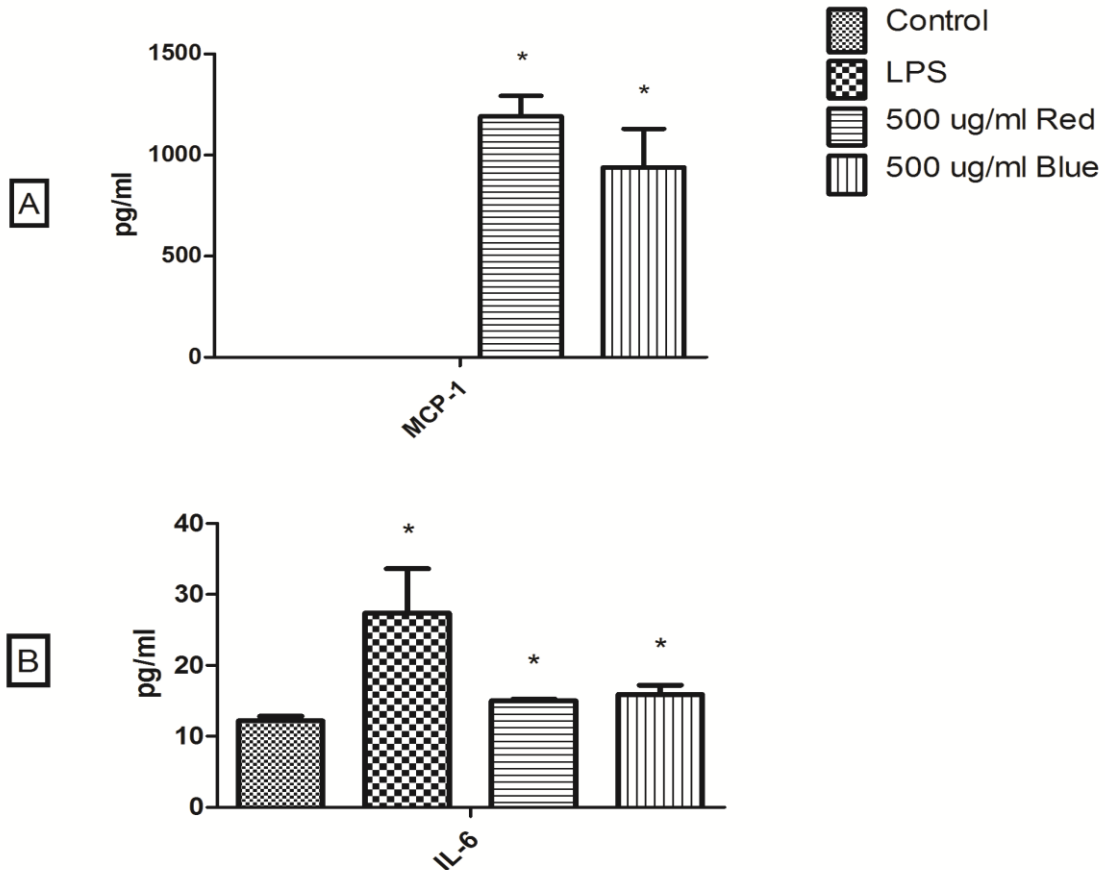 Control
LPS
500 ug/ml Red
500 ug/ml Blue
A
pg/ml
1500
1000
500
0
*
*
MCP-1
B
pg/ml
40
30
20
10
0
*
*
*
IL-6